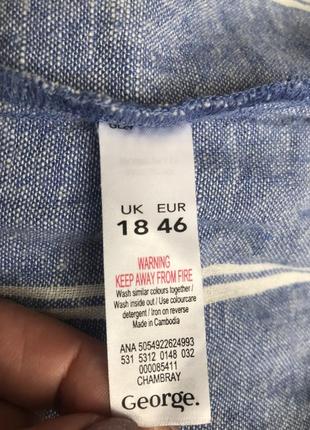 UK EUR
18 46
WARNING
KEEP AWAY FROM FIRE
Wash similar colours together /
Wash inside out / Use colourcare
detergent / Iron on reverse
Made in Cambodia
ANA 5054922624993
531 5312 0148 032
000085411
CHAMBRAY
George.